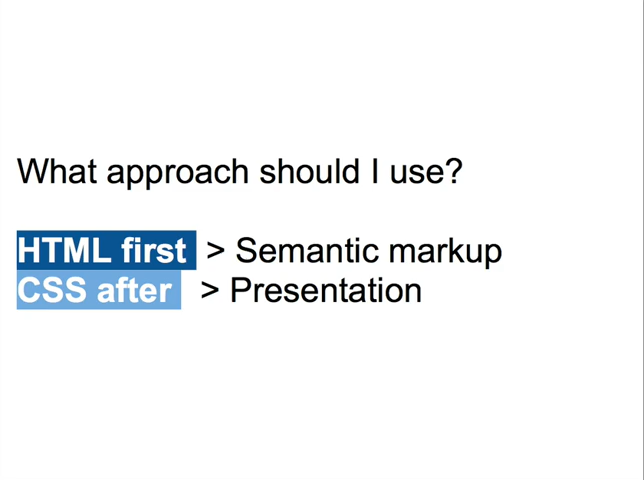 What approach should I use?
HTML first > Semantic markup
CSS after > Presentation